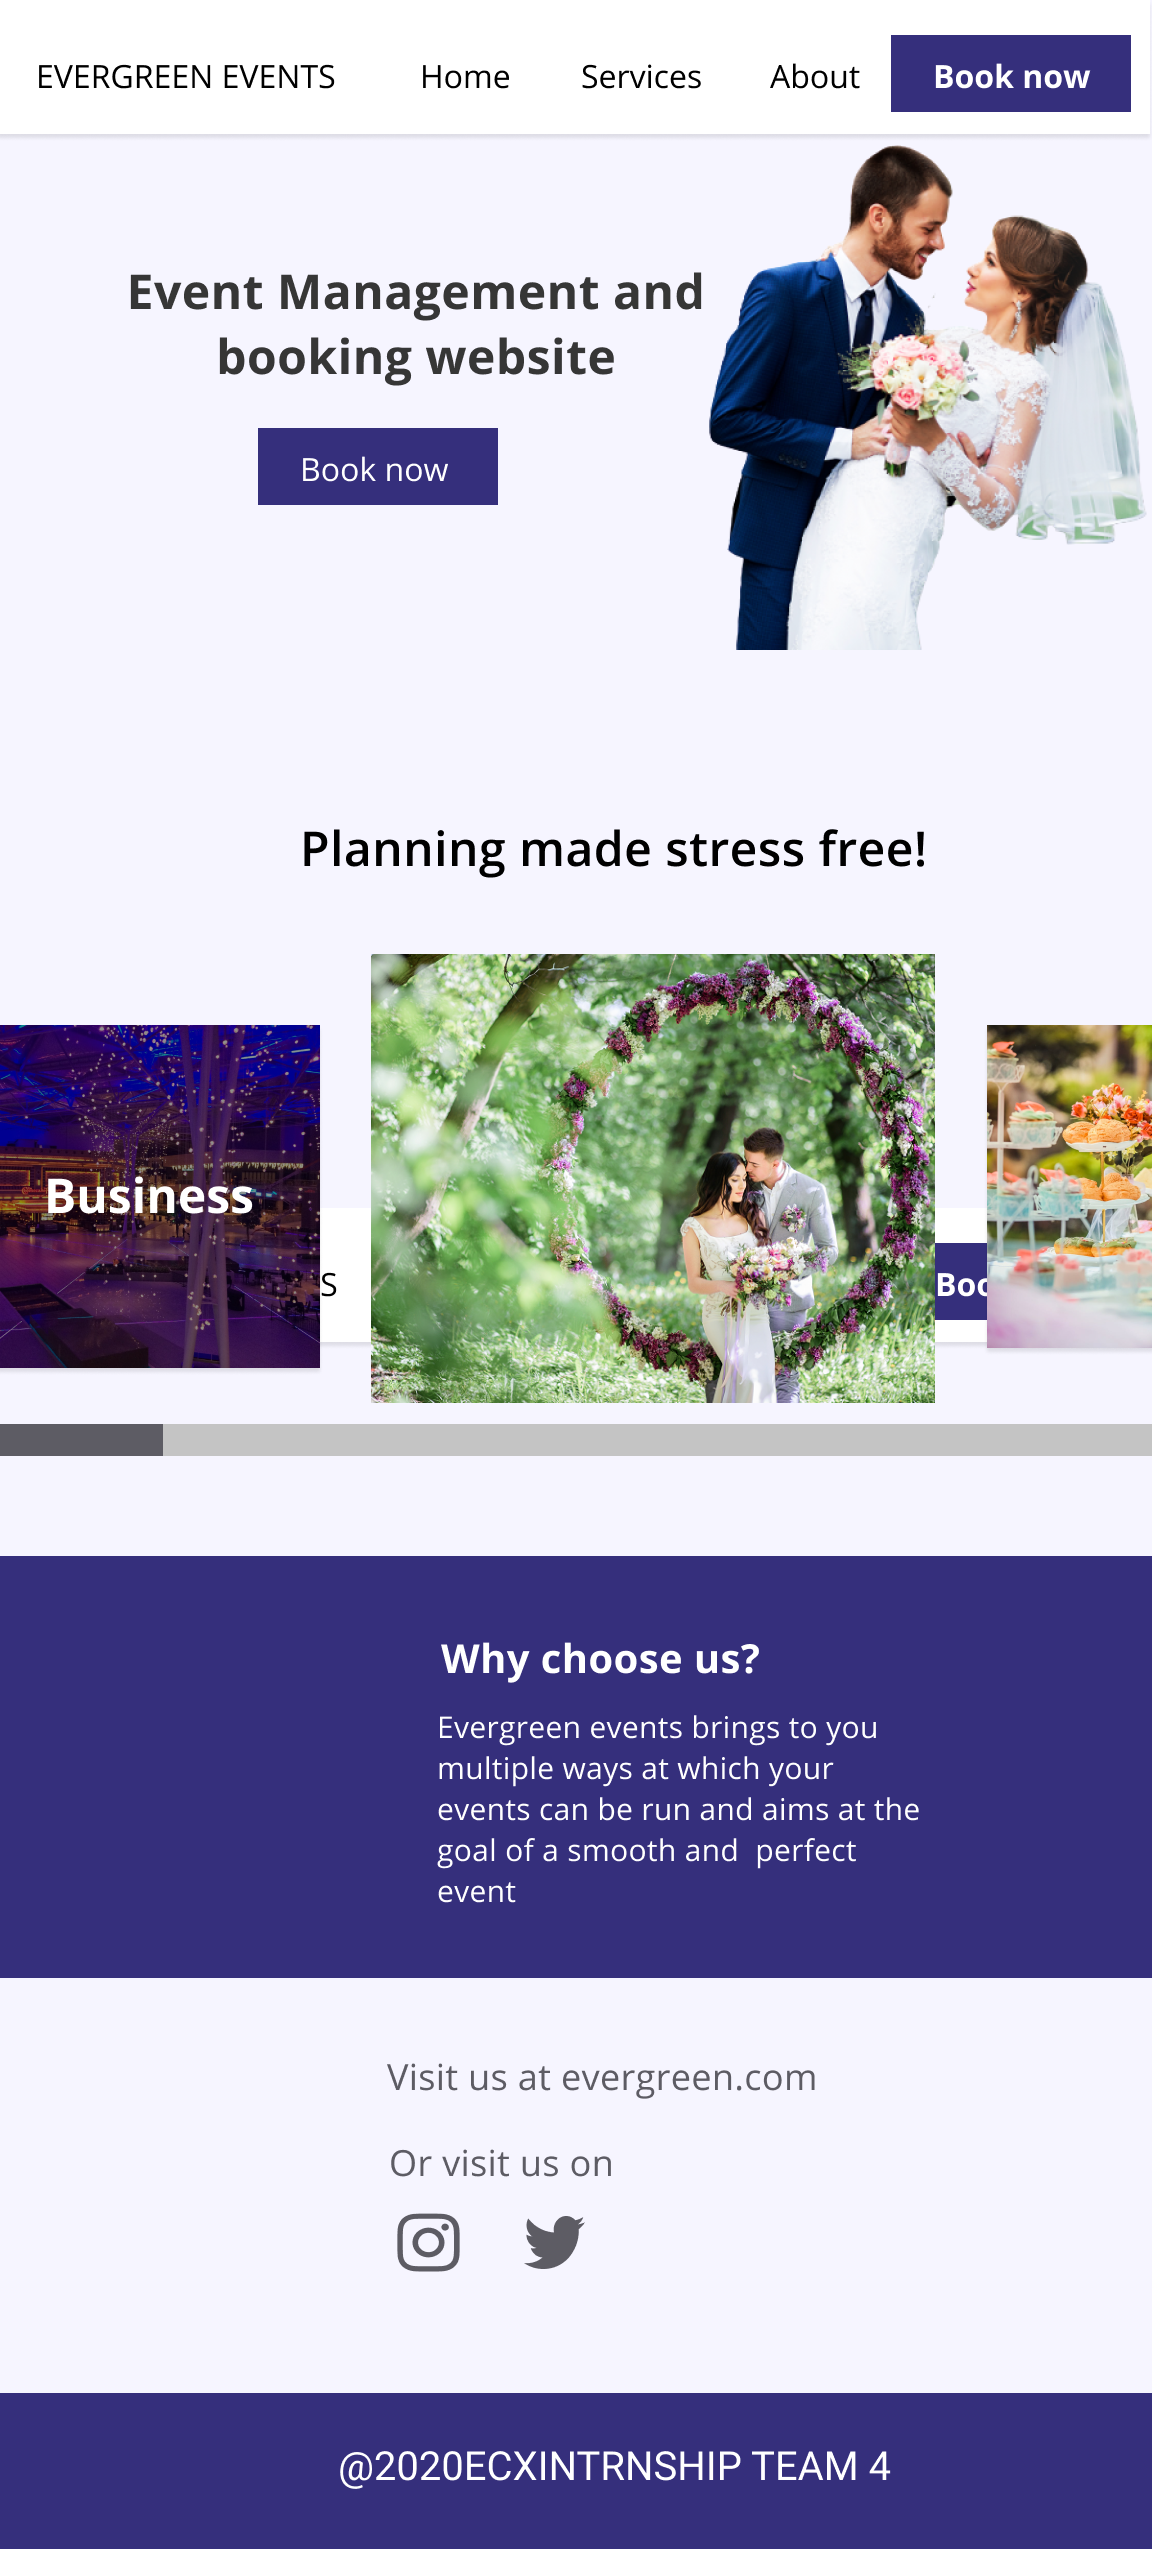 EVERGREEN EVENTS Home Services About Book now
Event Management and
booking website
Book now
Planning made stress free!
Business
S
Boo
Why choose us?
Evergreen events brings to you
multiple ways at which your
events can be run and aims at the
goal of a smooth and  perfect
event
Visit us at evergreen.com
Or visit us on
@2020ECXINTRNSHIP TEAM 4